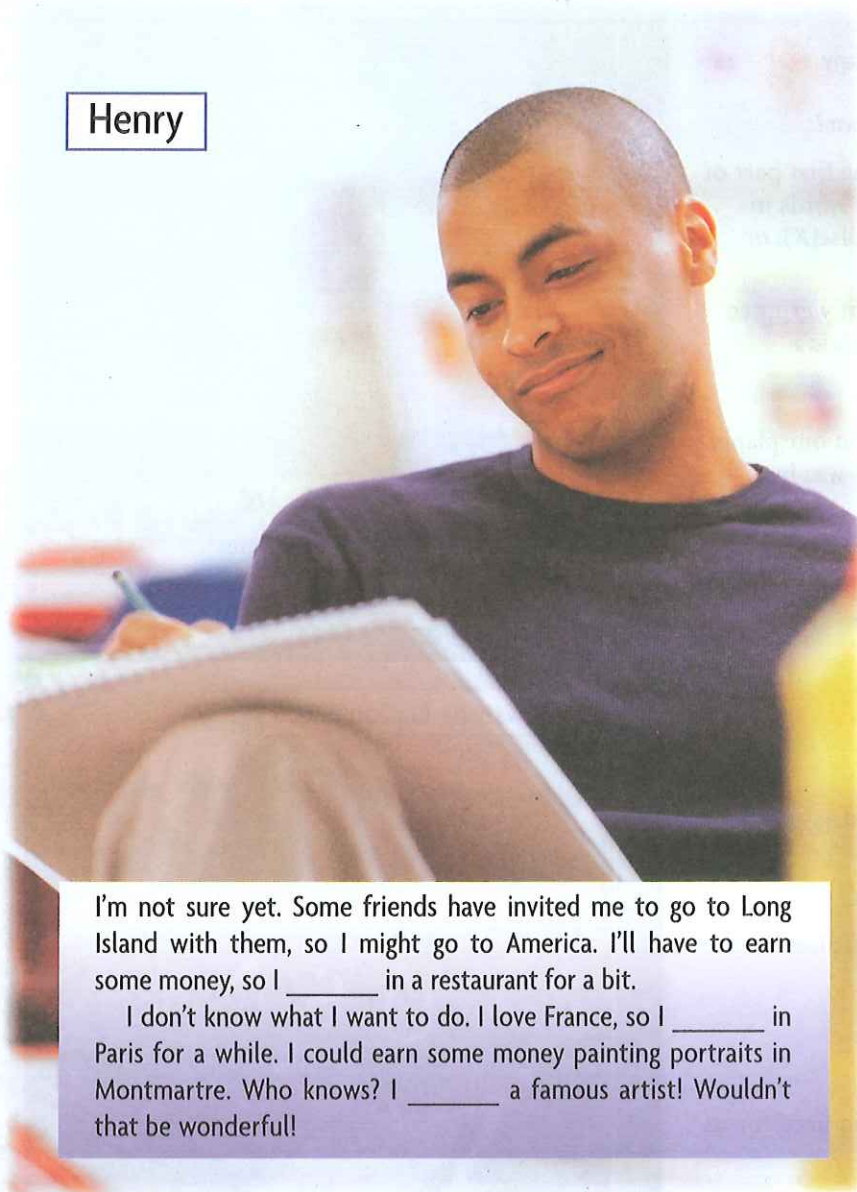 Henry
I'm not sure yet. Some friends have invited me to go to Long
Island with them, so I might go to America. I'll have to earn
some money, so I ________ in a restaurant for a bit.
I don't know what I want to do. I love France, so I ________ in
Paris for a while. I could earn some money painting portraits in
Montmartre. Who knows? I ________ a famous artist! Wouldn't
that be wonderful!